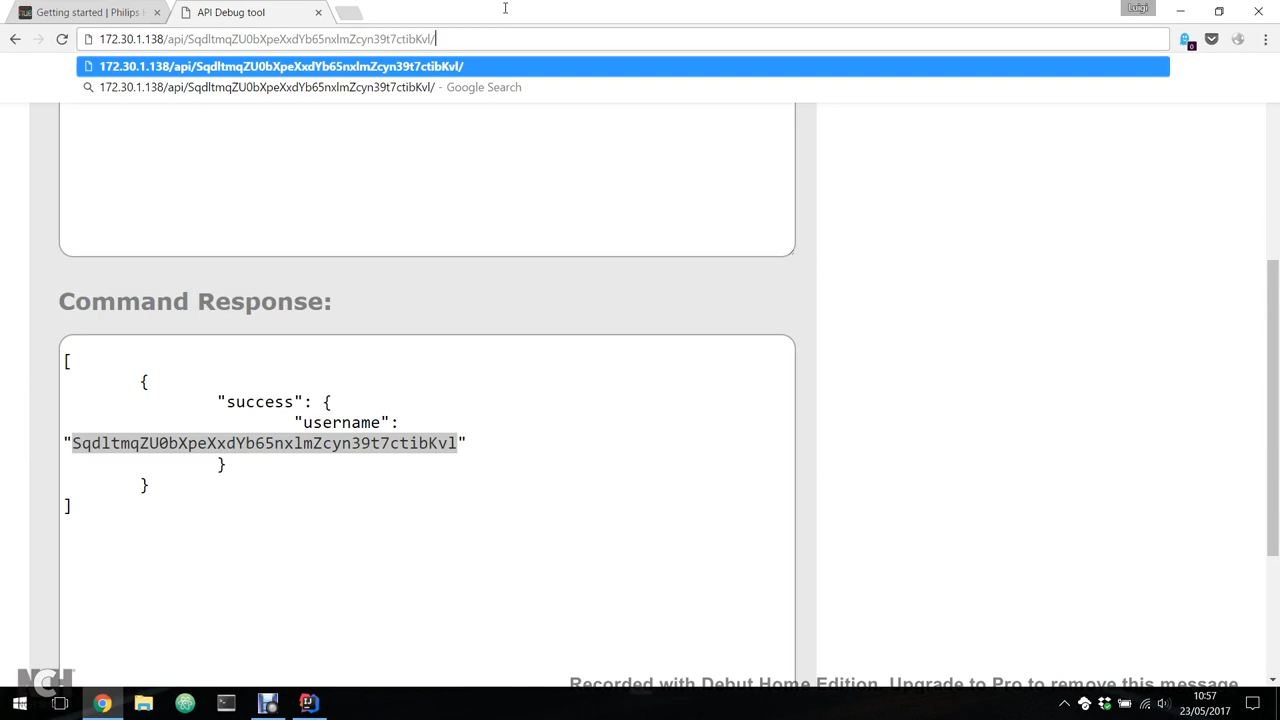 Getting started | Philips
API Debug tool
Luigi
172.30.1.138/api/SqdltmqZU0bXpeXxdYb65nxlmZcyn39t7ctibKvl/
0
172.30.1.138/api/SqdltmqZU0bXpeXxdYb65nxlmZcyn39t7ctibKvl/
172.30.1.138/api/SqdltmqZU0bXpeXxdYb65nxlmZcyn39t7ctibKvl/ - Google Search
Command Response:
[
{
"success": {
"username":
"SqdltmqZU0bXpeXxdYb65nxlmZcyn39t7ctibKvl"
}
}
]
NCH
Recorded with Debut Home Edition. Upgrade to Pro to remove this message
10:57
23/05/2017